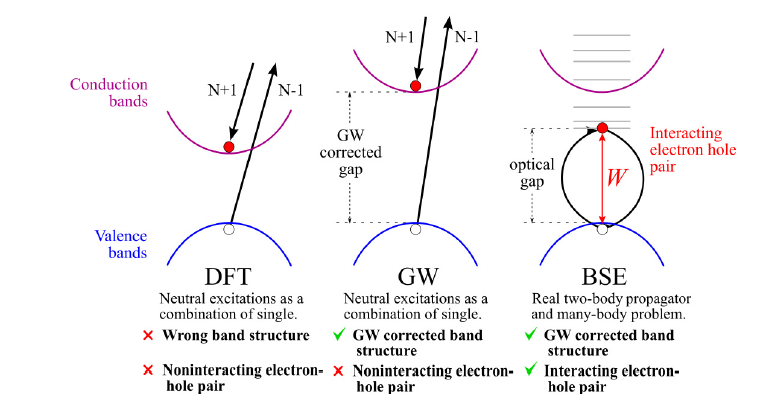 Conduction
bands
Valence
bands
N+1
N-1
DFT
Neutral excitations as a
combination of single.
✗ Wrong band structure
✗ Noninteracting electron-
hole pair
N+1
N-1
GW
corrected
gap
GW
Neutral excitations as a
combination of single.
✓ GW corrected band
structure
✗ Noninteracting electron-
hole pair
optical
gap
W
Interacting
electron hole
pair
BSE
Real two-body propagator
and many-body problem.
✓ GW corrected band
structure
✓ Interacting electron-
hole pair